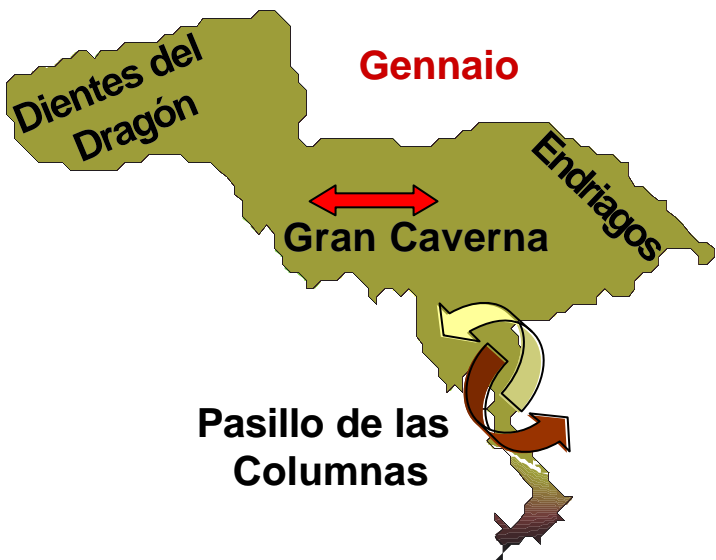 Gennaio
Dientes del
Dragón
Endriagos
Gran Caverna
Pasillo de las
Columnas